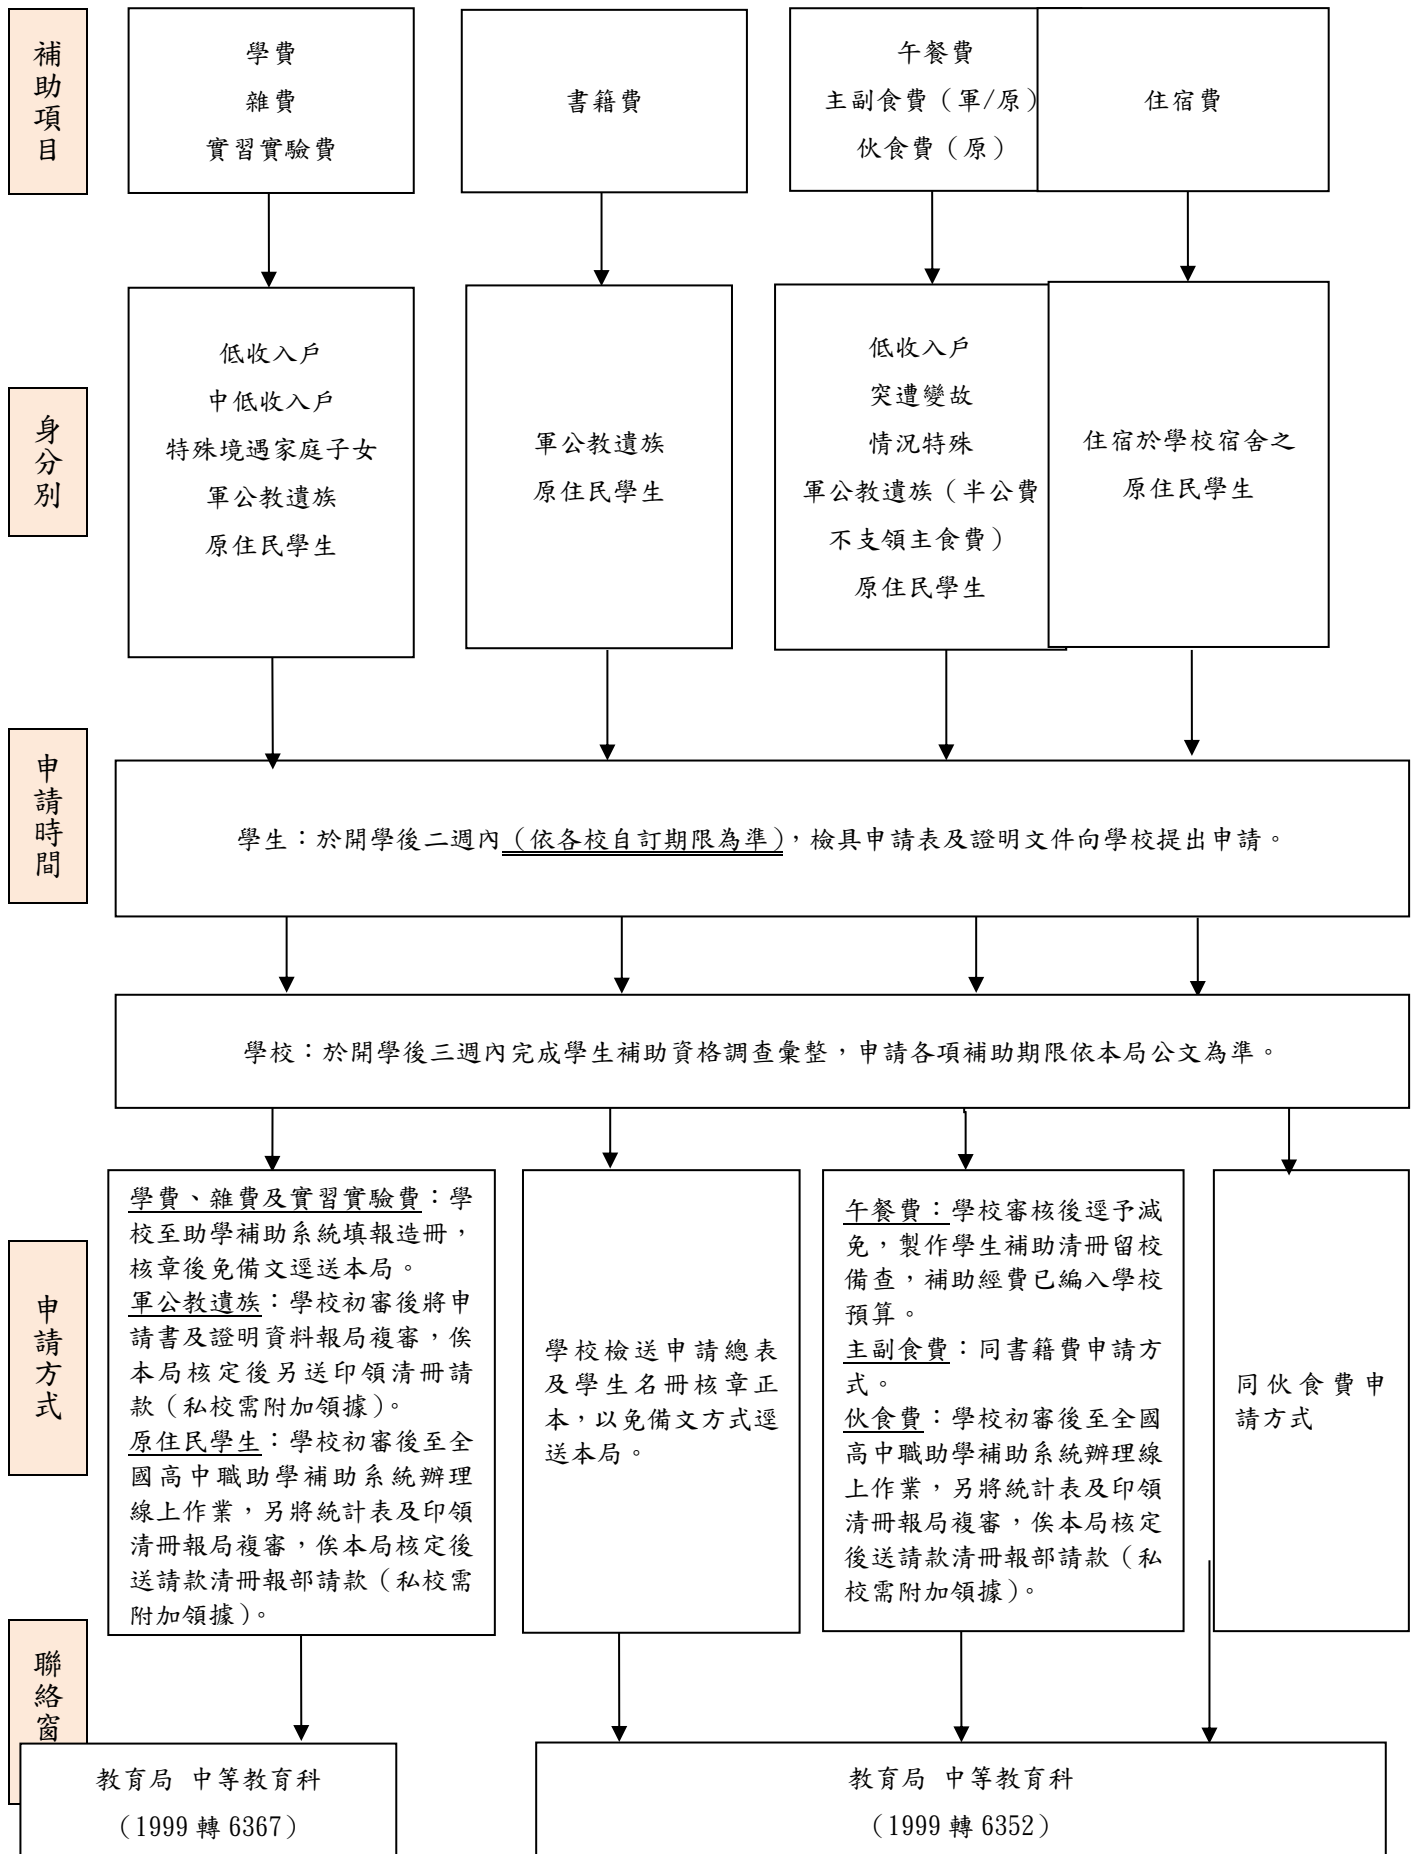 補助項目
學費
雜費
實習實驗費
書籍費
午餐費
主副食費（軍/原）
伙食費（原）
住宿費
身分別
低收入戶
中低收入戶
特殊境遇家庭子女
軍公教遺族
原住民學生
軍公教遺族
原住民學生
低收入戶
突遭變故
情況特殊
軍公教遺族（半公費
不支領主食費）
原住民學生
住宿於學校宿舍之
原住民學生
申請時間
學生：於開學後二週內（依各校自訂期限為準），檢具申請表及證明文件向學校提出申請。
學校：於開學後三週內完成學生補助資格調查彙整，申請各項補助期限依本局公文為準。
申請方式
學費、雜費及實習實驗費：學
校至助學補助系統填報造冊，
核章後免備文逕送本局。
軍公教遺族：學校初審後將申
請書及證明資料報局複審，俟
本局核定後另送印領清冊請
款（私校需附加領據）。
原住民學生：學校初審後至全
國高中職助學補助系統辦理
線上作業，另將統計表及印領
清冊報局複審，俟本局核定後
送請款清冊報部請款（私校需
附加領據）。
學校檢送申請總表
及學生名冊核章正
本，以免備文方式逕
送本局。
午餐費：學校審核後逕予減
免，製作學生補助清冊留校
備查，補助經費已編入學校
預算。
主副食費：同書籍費申請方
式。
伙食費：學校初審後至全國
高中職助學補助系統辦理線
上作業，另將統計表及印領
清冊報局複審，俟本局核定
後送請款清冊報部請款（私
校需附加領據）。
同伙食費申
請方式
聯絡窗
教育局 中等教育科
（1999 轉 6367）
教育局 中等教育科
（1999 轉 6352）